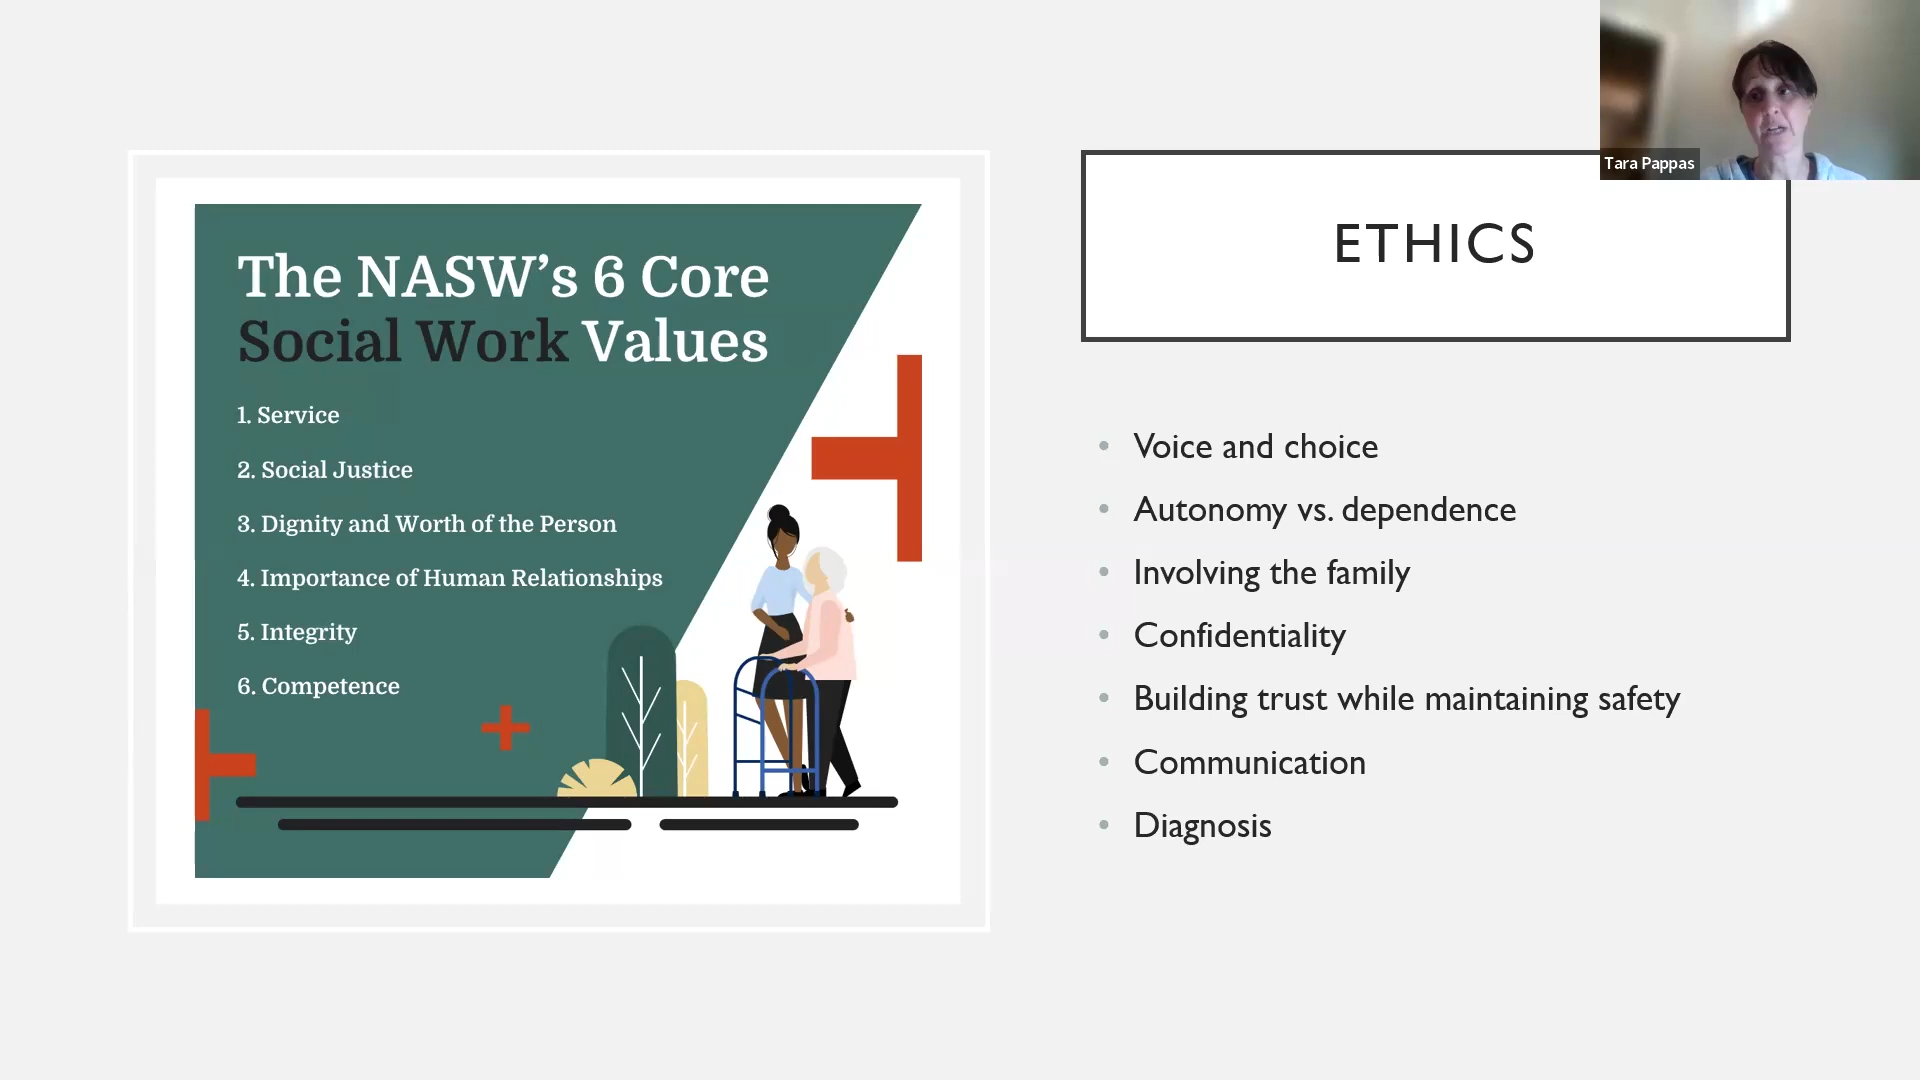 The NASW’s 6 Core
Social Work Values
1. Service
2. Social Justice
3. Dignity and Worth of the Person
4. Importance of Human Relationships
5. Integrity
6. Competence
Tara Pappas
ETHICS
• Voice and choice
• Autonomy vs. dependence
• Involving the family
• Confidentiality
• Building trust while maintaining safety
• Communication
• Diagnosis